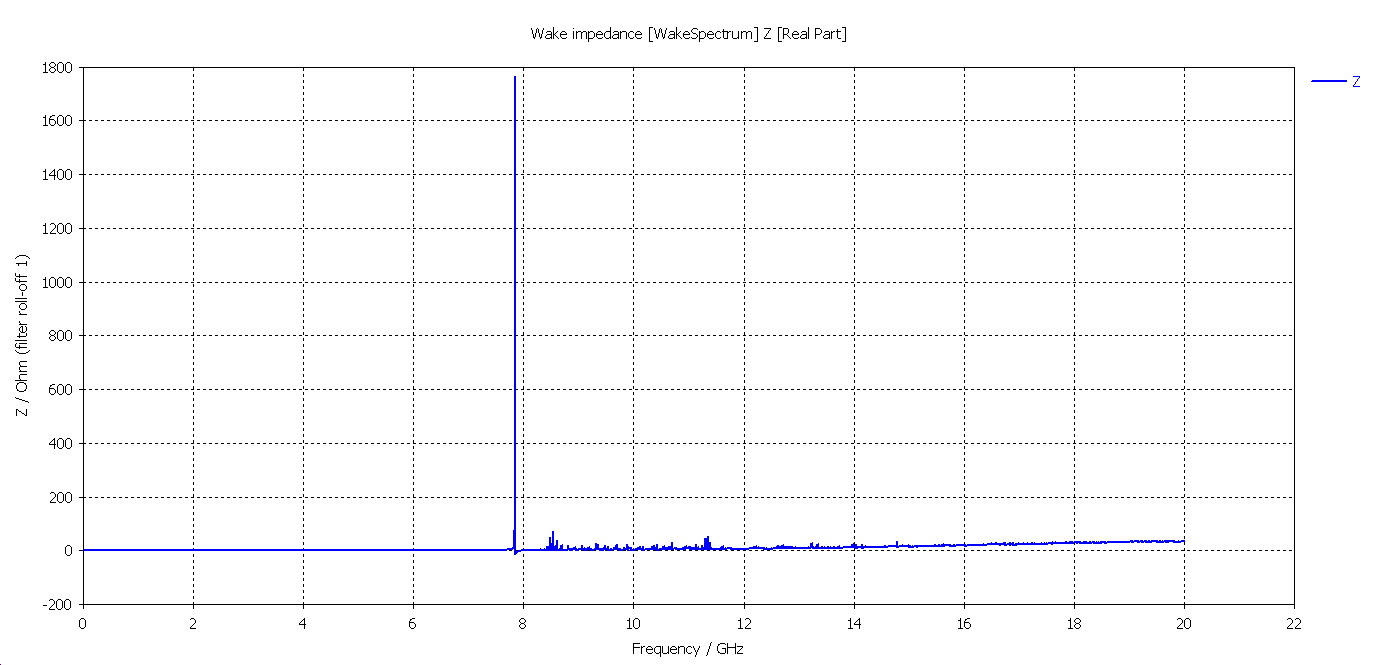 Wake impedance [WakeSpectrum] Z [Real Part]
Z
1800
1600
1400
1200
1000
800
600
400
200
0
-200
Z / Ohm (filter roll-off 1)
0 2 4 6 8 10 12 14 16 18 20 22
Frequency / GHz